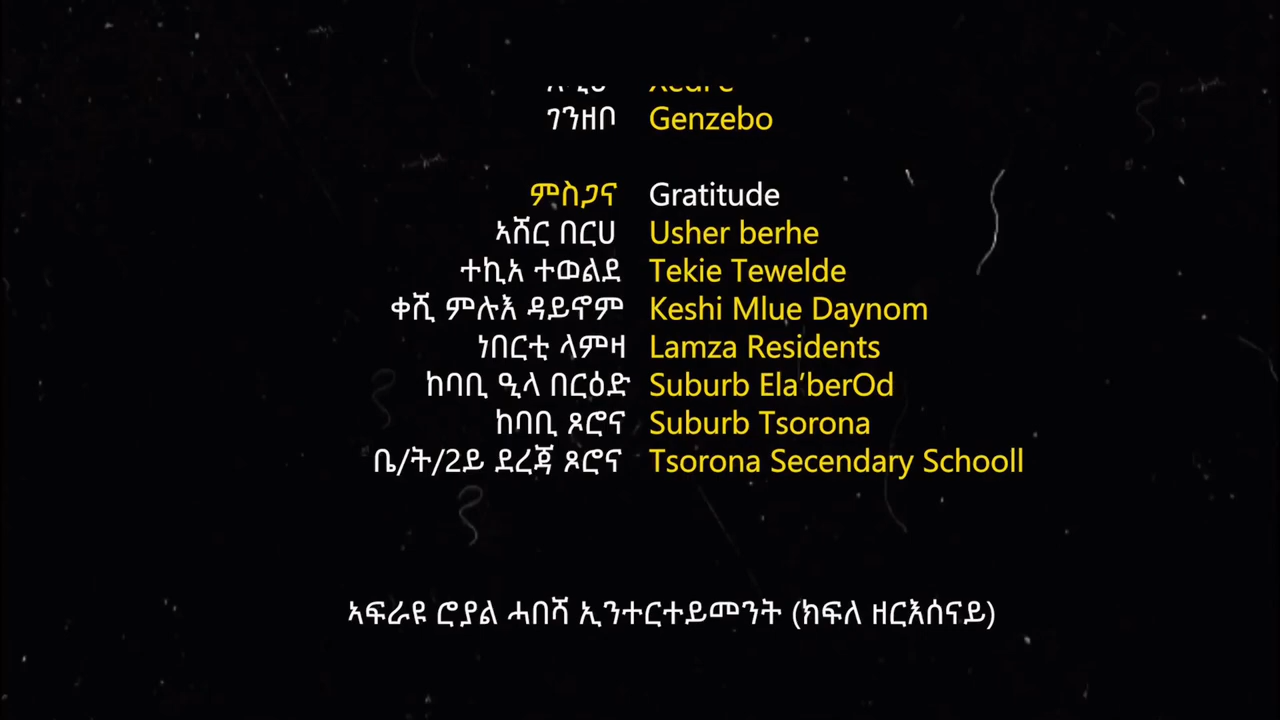 ገንዘቦ Genzebo
ምስጋና Gratitude
ኣሸር በርሀ Usher berhe
ተኪአ ተወልደ Tekie Tewelde
ቀሺ ምሉእ ዳይኖም Keshi Mlue Daynom
ነበርቲ ላምዛ Lamza Residents
ከባቢ ዒላ በርዕድ Suburb Ela’berOd
ከባቢ ጾሮና Suburb Tsorona
ቤ/ት/2ይ ደረጃ ጾሮና Tsorona Secendary Schooll
ኣፍራዩ ሮያል ሓበሻ ኢንተርተይመንት (ክፍለ ዘርእሰናይ)